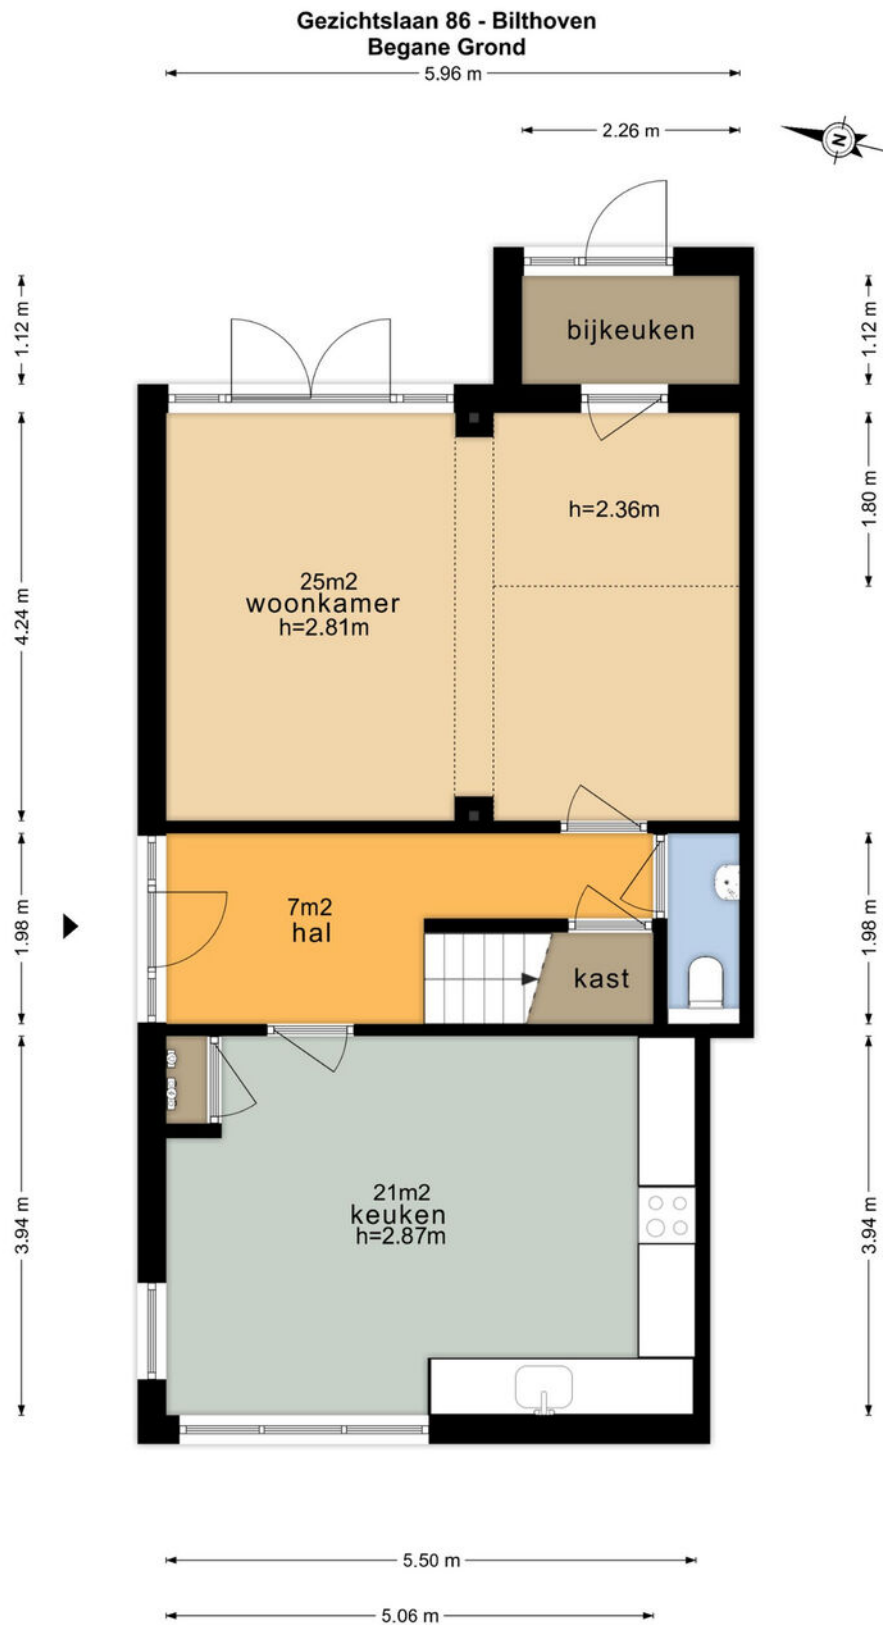 Gezichtslaan 86 - Bilthoven
Begane Grond
5.96 m
2.26 m
N
1.12 m
bijkeuken
1.12 m
h=2.36m
1.80 m
4.24 m
25m2
woonkamer
h=2.81m
1.98 m
7m2
hal
kast
1.98 m
3.94 m
21m2
keuken
h=2.87m
3.94 m
5.50 m
5.06 m